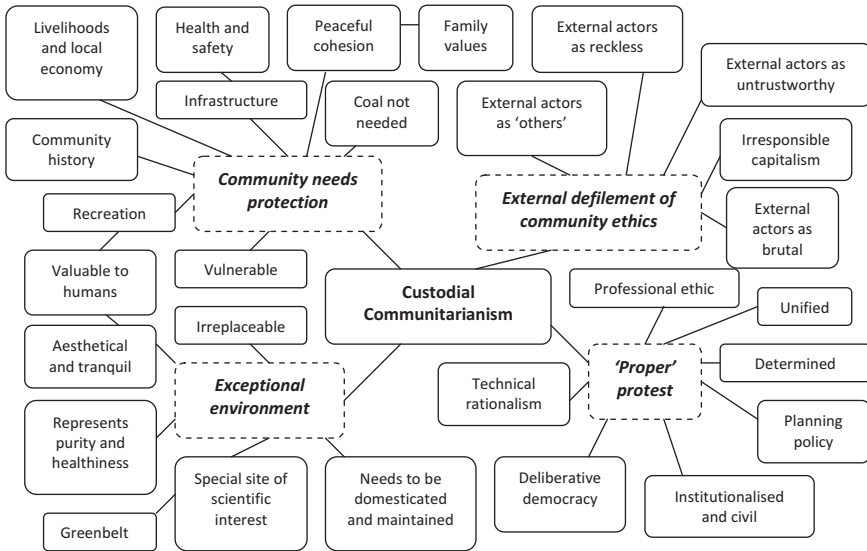 Livelihoods
and local
economy
Health and
safety
Peaceful
cohesion
Family
values
External actors
as reckless
External actors as
untrustworthy
Infrastructure
Coal not
needed
External actors
as ‘others’
Community
history
Irresponsible
capitalism
Community needs
protection
External defilement of
community ethics
Recreation
External
actors as
brutal
Valuable to
humans
Vulnerable
Custodial
Communitarianism
Professional ethic
Unified
Irreplaceable
Aesthetical
and tranquil
Exceptional
environment
Technical
rationalism
‘Proper’
protest
Determined
Represents
purity and
healthiness
Planning
policy
Special site of
scientific
interest
Needs to be
domesticated
and maintained
Deliberative
democracy
Institutionalised
and civil
Greenbelt